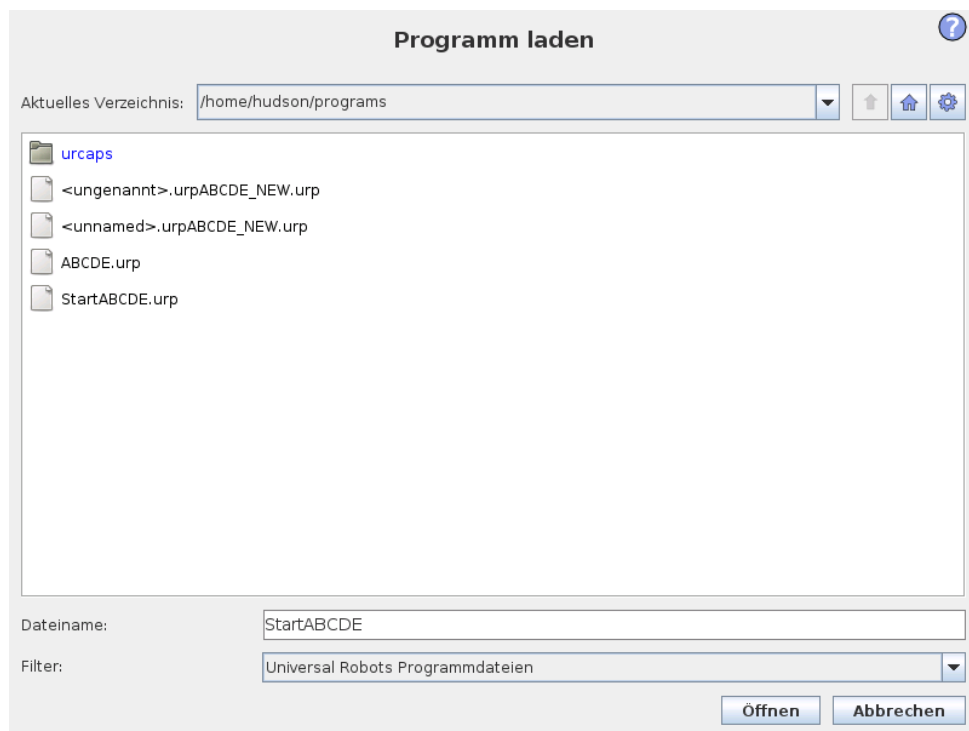 Programm laden
?
Aktuelles Verzeichnis: /home/hudson/programs
urcaps
<ungenannt>.urpABCDE_NEW.urp
<unnamed>.urpABCDE_NEW.urp
ABCDE.urp
StartABCDE.urp
Dateiname: StartABCDE
Filter: Universal Robots Programmdateien
Öffnen Abbrechen